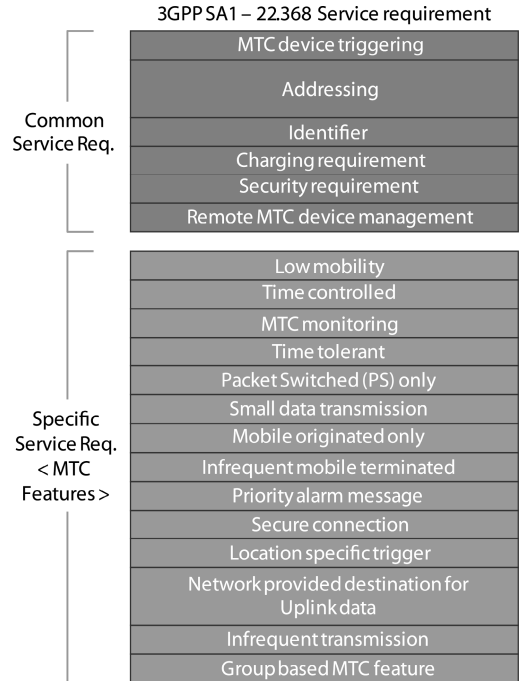 3GPP SA1 – 22.368 Service requirement
Common
Service Req.
MTC device triggering
Addressing
Identifier
Charging requirement
Security requirement
Remote MTC device management
Specific
Service Req.
< MTC
Features >
Low mobility
Time controlled
MTC monitoring
Time tolerant
Packet Switched (PS) only
Small data transmission
Mobile originated only
Infrequent mobile terminated
Priority alarm message
Secure connection
Location specific trigger
Network provided destination for
Uplink data
Infrequent transmission
Group based MTC feature